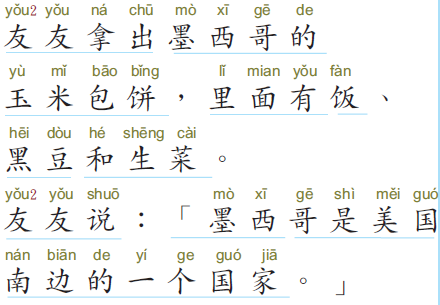 yǒu2 yǒu ná chū mò xī gē de
友友拿出墨西哥的
yù mǐ bāo bǐng lǐ mian yǒu fàn
玉米包饼，里面有饭、
hēi dòu hé shēng cài
黑豆和生菜。
yǒu2 yǒu shuō mò xī gē shì měi guó
友友说：「墨西哥是美国
nán biān de yí ge guó jiā
南边的一个国家。」